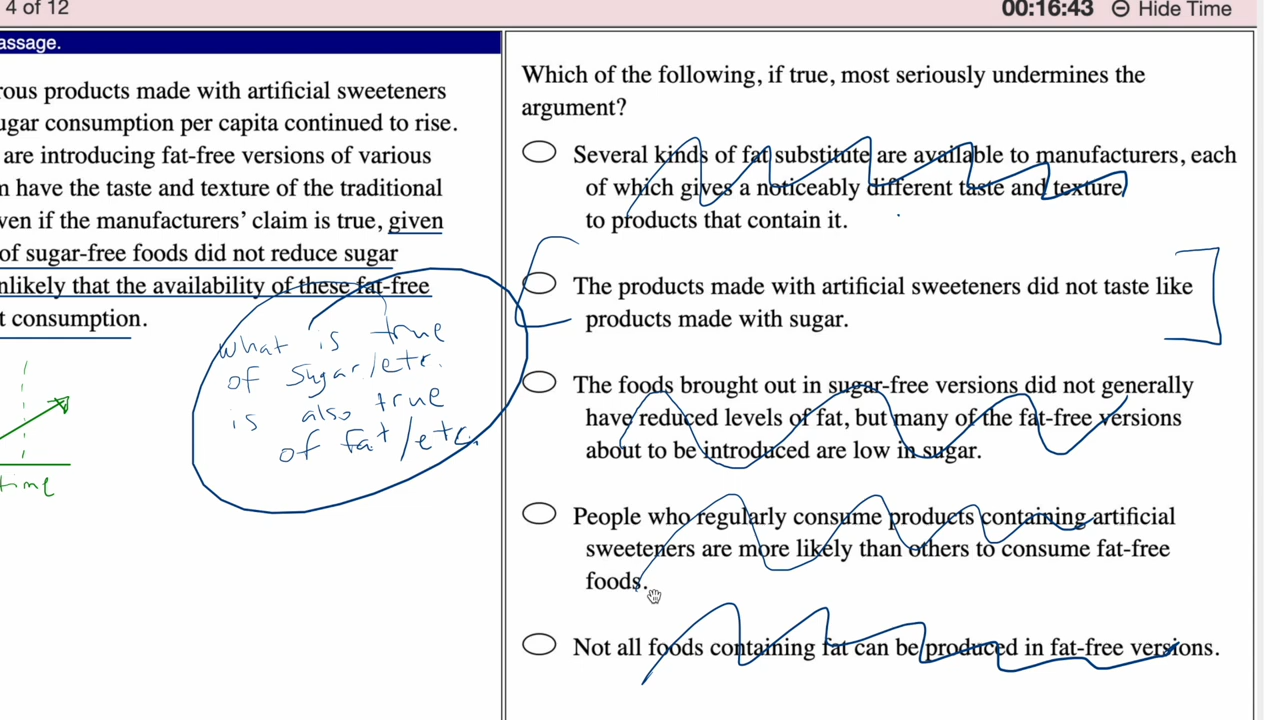 4 of 12
00:16:43 Hide Time
assage.
rous products made with artificial sweeteners
ugar consumption per capita continued to rise.
are introducing fat-free versions of various
n have the taste and texture of the traditional
ven if the manufacturers' claim is true, given
of sugar-free foods did not reduce sugar
nlikely that the availability of these fat-free
t consumption.
what is true
of sugar/etc.
is also true
of fat/etc.
time
Which of the following, if true, most seriously undermines the
argument?
Several kinds of fat substitute are available to manufacturers, each
of which gives a noticeably different taste and texture
to products that contain it.
The products made with artificial sweeteners did not taste like
products made with sugar.
The foods brought out in sugar-free versions did not generally
have reduced levels of fat, but many of the fat-free versions
about to be introduced are low in sugar.
People who regularly consume products containing artificial
sweeteners are more likely than others to consume fat-free
foods.
Not all foods containing fat can be produced in fat-free versions.